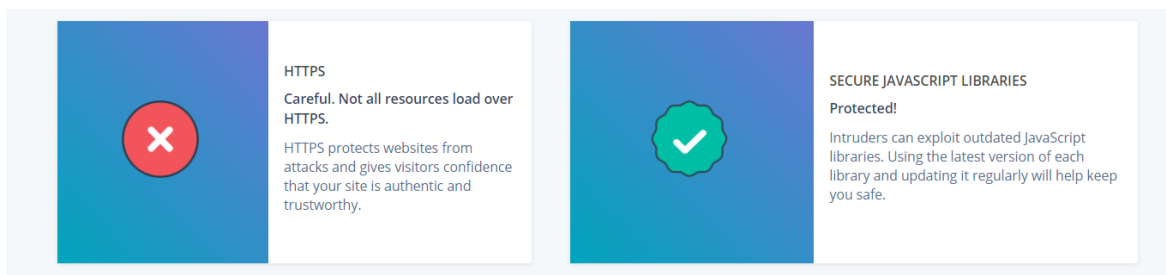 HTTPS
Careful. Not all resources load over
HTTPS.
HTTPS protects websites from
attacks and gives visitors confidence
that your site is authentic and
trustworthy.
SECURE JAVASCRIPT LIBRARIES
Protected!
Intruders can exploit outdated JavaScript
libraries. Using the latest version of each
library and updating it regularly will help keep
you safe.